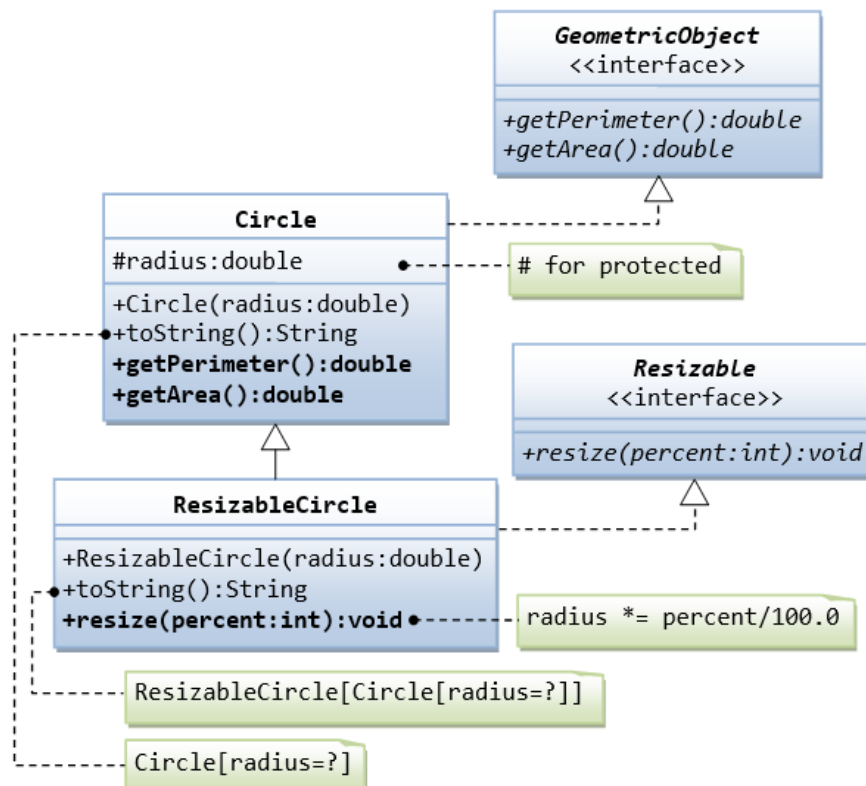 GeometricObject
<<interface>>
+getPerimeter():double
+getArea():double
Circle
#radius:double
# for protected
+Circle(radius:double)
+toString():String
+getPerimeter():double
+getArea():double
Resizable
<<interface>>
+resize(percent:int):void
ResizableCircle
+ResizableCircle(radius:double)
+toString():String
+resize(percent:int):void
radius *= percent/100.0
ResizableCircle[Circle[radius=?]]
Circle[radius=?]